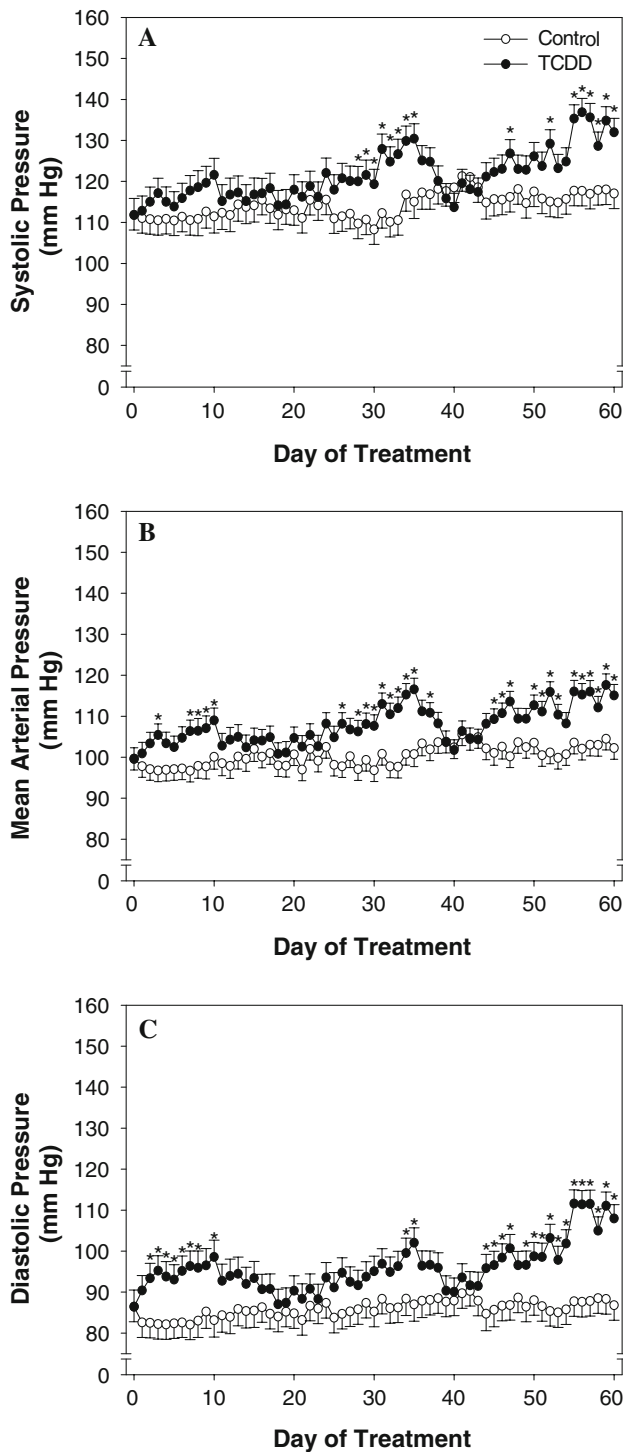 A
Control
TCDD
160
150
140
130
120
110
100
90
80
0
Systolic Pressure
(mm Hg)
0 10 20 30 40 50 60
Day of Treatment
B
160
150
140
130
120
110
100
90
80
0
Mean Arterial Pressure
(mm Hg)
0 10 20 30 40 50 60
Day of Treatment
C
160
150
140
130
120
110
100
90
80
0
Diastolic Pressure
(mm Hg)
0 10 20 30 40 50 60
Day of Treatment